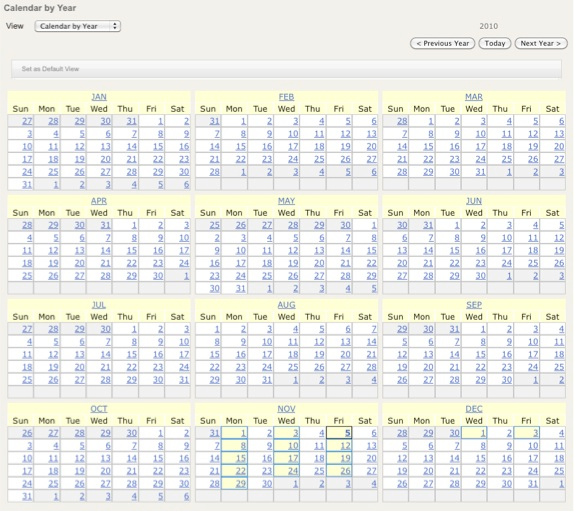 Calendar by Year
View Calendar by Year 2010
< Previous Year Today Next Year >
Set as Default View
JAN FEB MAR
Sun Mon Tue Wed Thu Fri Sat Sun Mon Tue Wed Thu Fri Sat Sun Mon Tue Wed Thu Fri Sat
27 28 29 30 31 1 2 31 1 2 3 4 5 6 28 1 2 3 4 5 6
3 4 5 6 7 8 9 7 8 9 10 11 12 13 7 8 9 10 11 12 13
10 11 12 13 14 15 16 14 15 16 17 18 19 20 14 15 16 17 18 19 20
17 18 19 20 21 22 23 21 22 23 24 25 26 27 21 22 23 24 25 26 27
24 25 26 27 28 29 30 28 1 2 3 4 5 6 28 29 30 31 1 2 3
31 1 2 3 4 5 6
APR MAY JUN
Sun Mon Tue Wed Thu Fri Sat Sun Mon Tue Wed Thu Fri Sat Sun Mon Tue Wed Thu Fri Sat
28 29 30 31 1 2 3 25 26 27 28 29 30 1 30 31 1 2 3 4 5
4 5 6 7 8 9 10 2 3 4 5 6 7 8 6 7 8 9 10 11 12
11 12 13 14 15 16 17 9 10 11 12 13 14 15 13 14 15 16 17 18 19
18 19 20 21 22 23 24 16 17 18 19 20 21 22 20 21 22 23 24 25 26
25 26 27 28 29 30 1 23 24 25 26 27 28 29 27 28 29 30 1 2 3
30 31 1 2 3 4 5
JUL AUG SEP
Sun Mon Tue Wed Thu Fri Sat Sun Mon Tue Wed Thu Fri Sat Sun Mon Tue Wed Thu Fri Sat
27 28 29 30 1 2 3 1 2 3 4 5 6 7 29 30 31 1 2 3 4
4 5 6 7 8 9 10 8 9 10 11 12 13 14 5 6 7 8 9 10 11
11 12 13 14 15 16 17 15 16 17 18 19 20 21 12 13 14 15 16 17 18
18 19 20 21 22 23 24 22 23 24 25 26 27 28 19 20 21 22 23 24 25
25 26 27 28 29 30 31 29 30 31 1 2 3 4 26 27 28 29 30 1 2
OCT NOV DEC
Sun Mon Tue Wed Thu Fri Sat Sun Mon Tue Wed Thu Fri Sat Sun Mon Tue Wed Thu Fri Sat
26 27 28 29 30 1 2 31 1 2 3 4 5 6 28 29 30 1 2 3 4
3 4 5 6 7 8 9 7 8 9 10 11 12 13 5 6 7 8 9 10 11
10 11 12 13 14 15 16 14 15 16 17 18 19 20 12 13 14 15 16 17 18
17 18 19 20 21 22 23 21 22 23 24 25 26 27 19 20 21 22 23 24 25
24 25 26 27 28 29 30 28 29 30 1 2 3 4 26 27 28 29 30 31 1
31 1 2 3 4 5 6